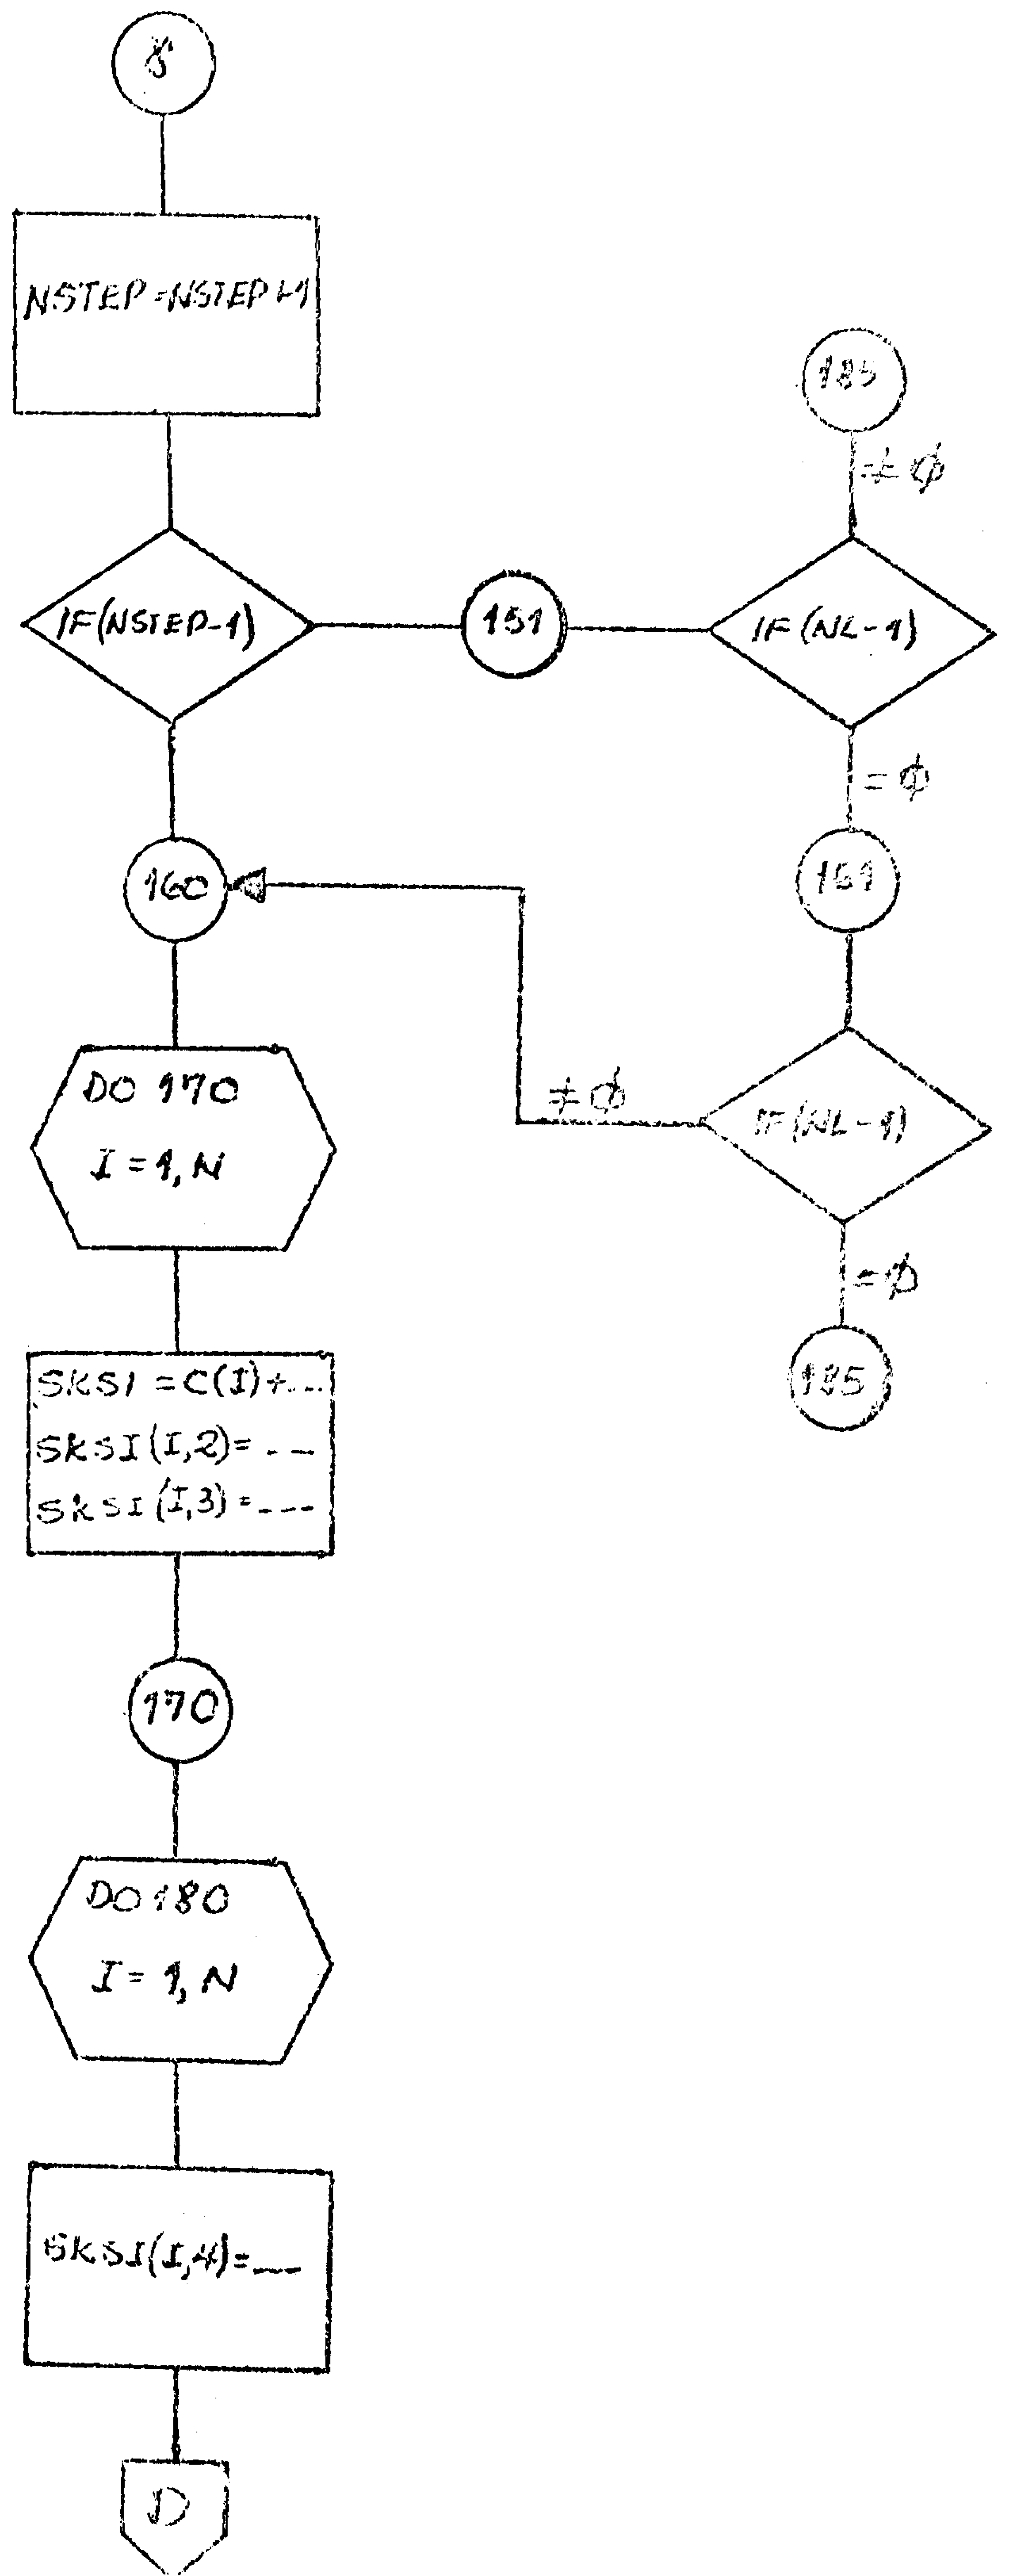 8
NSTEP=NSTEP+1
IF(NSTEP-1)
151
185
≠ϕ
IF(NL-1)
=ϕ
161
160
≠ϕ
IF(NL-1)
=ϕ
185
DO 170
I=1,N
SKSI=C(I)+...
SKSI(I,2)=---
SKSI(I,3)=---
170
DO 180
I=1,N
SKSI(I,4)=---
D